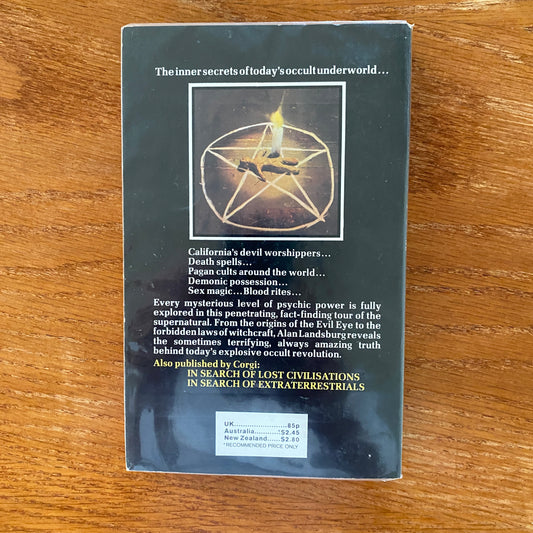 The inner secrets of today's occult underworld...
California's devil worshippers...
Death spells...
Pagan cults around the world...
Demonic possession...
Sex magic...Blood rites...
Every mysterious level of psychic power is fully
explored in this penetrating, fact-finding tour of the
supernatural. From the origins of the Evil Eye to the
forbidden laws of witchcraft, Alan Landsburg reveals
the sometimes terrifying, always amazing truth
behind today's explosive occult revolution.
Also published by Corgi:
IN SEARCH OF LOST CIVILISATIONS
IN SEARCH OF EXTRATERRESTRIALS
UK........................85p
Australia...........*$2.45
New Zealand......$2.80
*RECOMMENDED PRICE ONLY